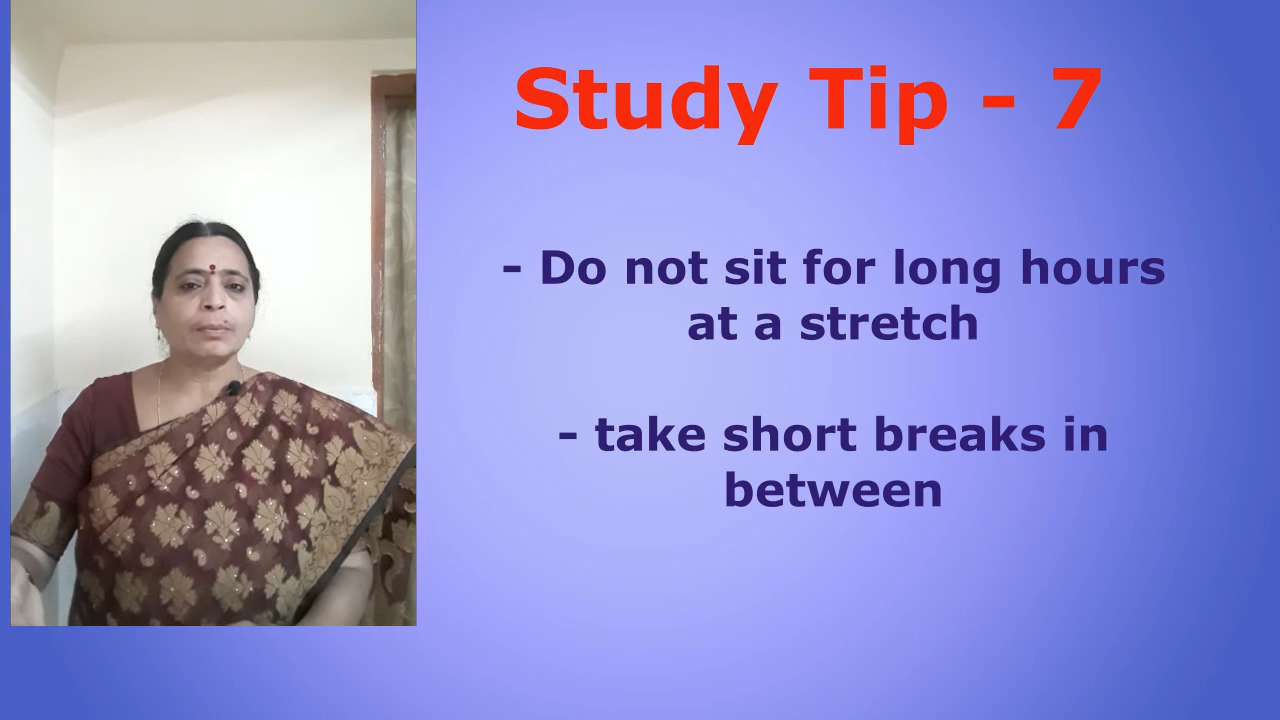 Study Tip - 7
- Do not sit for long hours
at a stretch
- take short breaks in
between